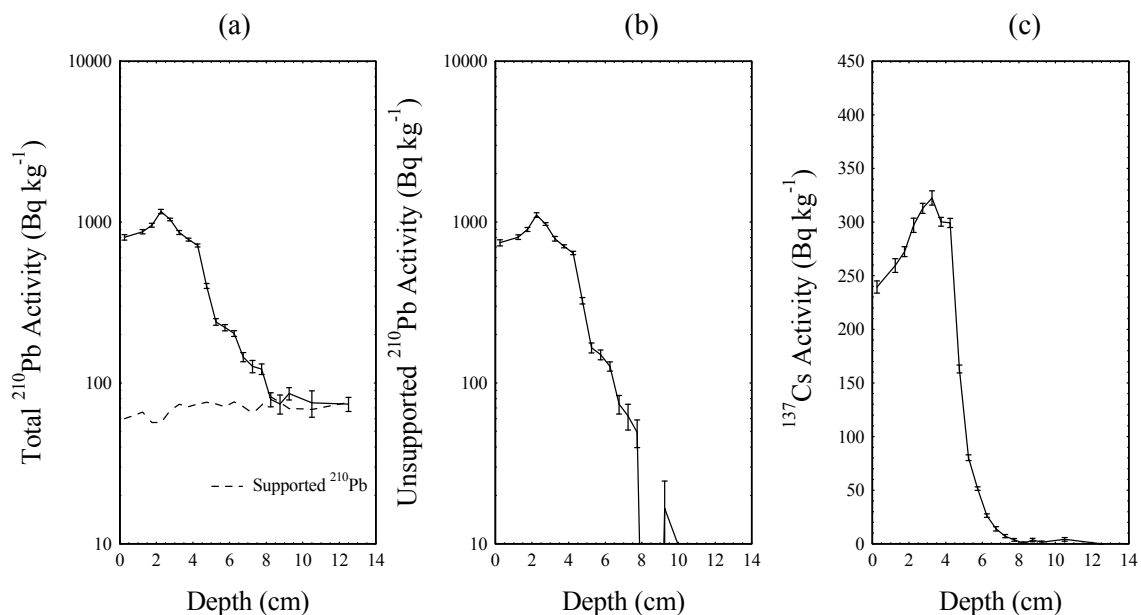 (a)
Total ²¹⁰Pb Activity (Bq kg⁻¹)
10000
1000
100
10
Supported ²¹⁰Pb
0 2 4 6 8 10 12 14
Depth (cm)
(b)
Unsupported ²¹⁰Pb Activity (Bq kg⁻¹)
10000
1000
100
10
0 2 4 6 8 10 12 14
Depth (cm)
(c)
¹³⁷Cs Activity (Bq kg⁻¹)
450
400
350
300
250
200
150
100
50
0
0 2 4 6 8 10 12 14
Depth (cm)